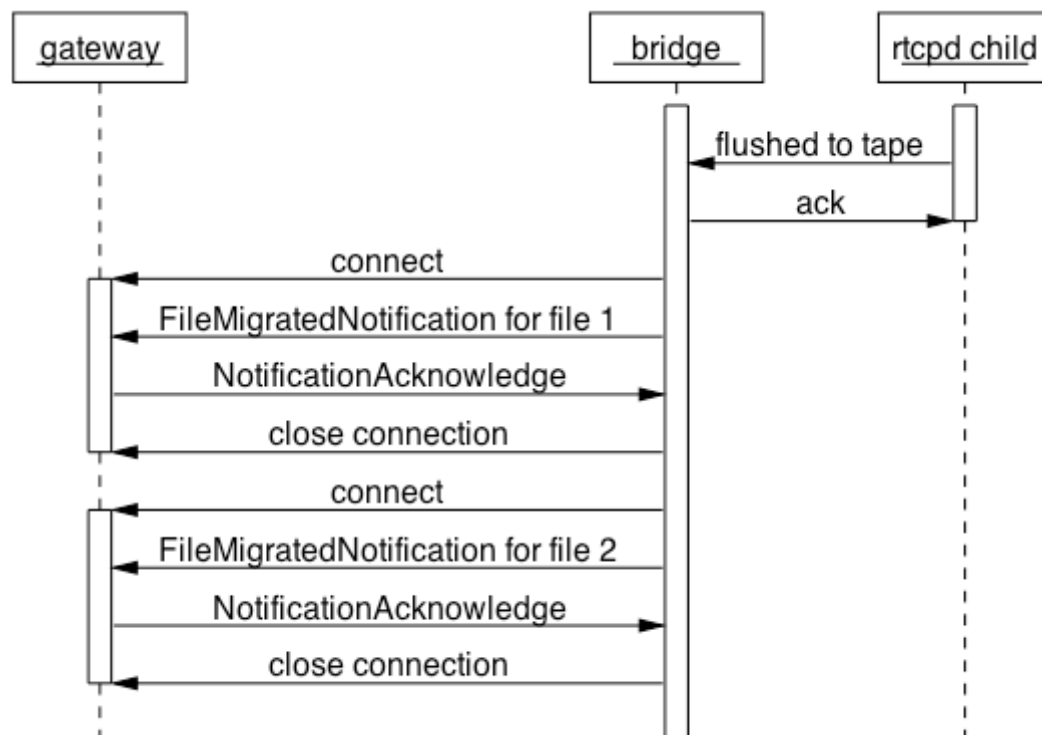 gateway
bridge
rtcpd child
flushed to tape
ack
connect
FileMigratedNotification for file 1
NotificationAcknowledge
close connection
connect
FileMigratedNotification for file 2
NotificationAcknowledge
close connection